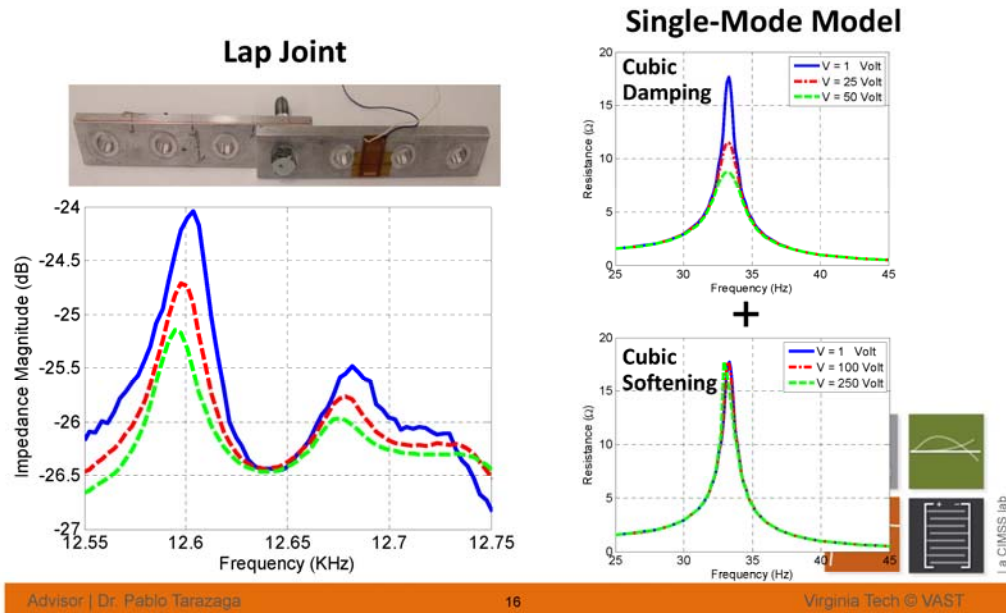 Lap Joint
-24
-24.5
-25
-25.5
-26
-26.5
-27
Impedance Magnitude (dB)
12.55
12.6
12.65
12.7
12.75
Frequency (KHz)
Single-Mode Model
Cubic
Damping
V = 1 Volt
V = 25 Volt
V = 50 Volt
20
15
10
5
0
Resistance (Ω)
25
30
35
40
45
Frequency (Hz)
+
Cubic
Softening
V = 1 Volt
V = 100 Volt
V = 250 Volt
20
15
10
5
0
Resistance (Ω)
25
30
35
40
45
Frequency (Hz)
+ -
La CIMSS lab
Advisor | Dr. Pablo Tarazaga
16
Virginia Tech © VAST